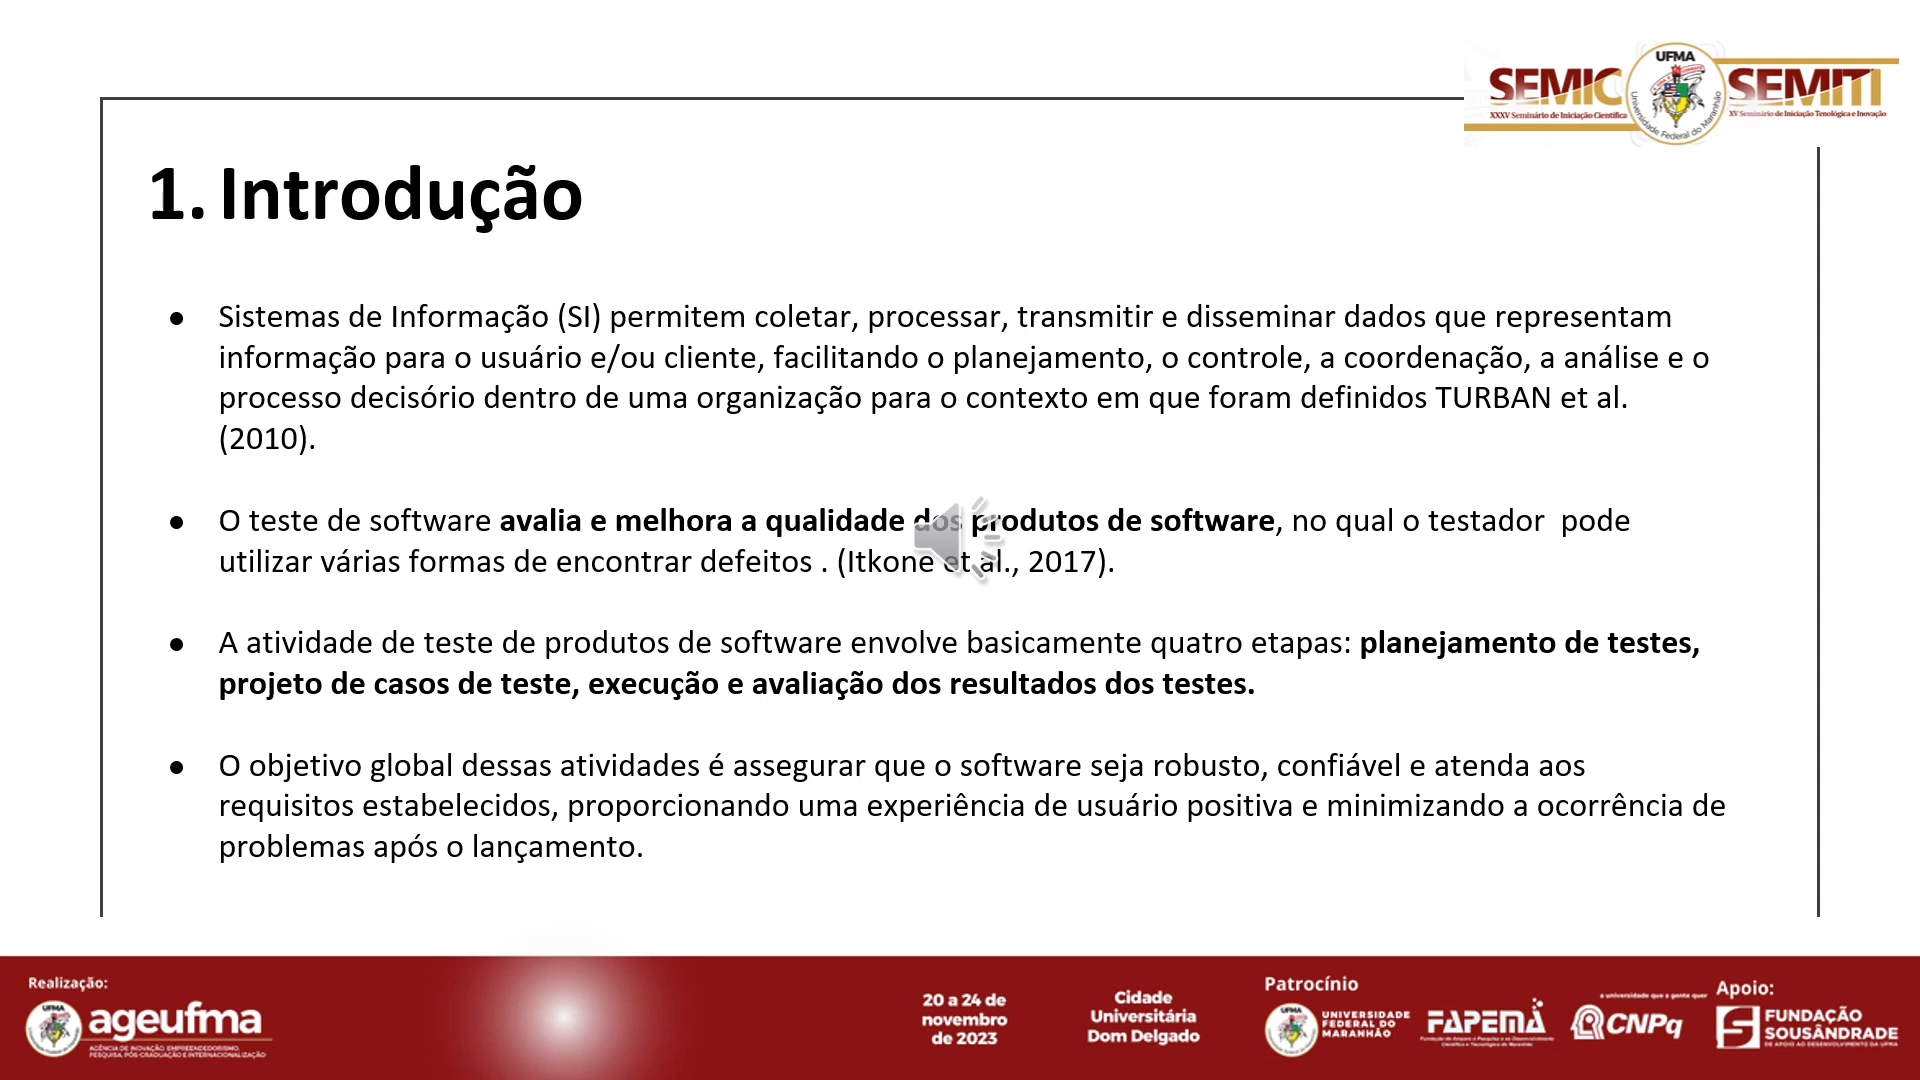 UFMA
SEMIC
SEMITI
XXXV Seminário de Iniciação Científica
XV Seminário de Iniciação Tenológica e Inovação
Universidade Federal do Maranhão
1. Introdução
● Sistemas de Informação (SI) permitem coletar, processar, transmitir e disseminar dados que representam
informação para o usuário e/ou cliente, facilitando o planejamento, o controle, a coordenação, a análise e o
processo decisório dentro de uma organização para o contexto em que foram definidos TURBAN et al.
(2010).
● O teste de software avalia e melhora a qualidade dos produtos de software, no qual o testador  pode
utilizar várias formas de encontrar defeitos . (Itkone et al., 2017).
● A atividade de teste de produtos de software envolve basicamente quatro etapas: planejamento de testes,
projeto de casos de teste, execução e avaliação dos resultados dos testes.
● O objetivo global dessas atividades é assegurar que o software seja robusto, confiável e atenda aos
requisitos estabelecidos, proporcionando uma experiência de usuário positiva e minimizando a ocorrência de
problemas após o lançamento.
Realização:
UFMA
ageufma
AGÊNCIA DE INOVAÇÃO, EMPREENDEDORISMO,
PESQUISA, PÓS-GRADUAÇÃO E INTERNACIONALIZAÇÃO
20 a 24 de
novembro
de 2023
Cidade
Universitária
Dom Delgado
Patrocínio
UFMA
UNIVERSIDADE
FEDERAL DO
MARANHÃO
a universidade que a gente quer
FAPEMA
Fundação de Amparo à Pesquisa e ao Desenvolvimento
Científico e Tecnológico do Maranhão
CNPq
Apoio:
FUNDAÇÃO
SOUSÂNDRADE
DE APOIO AO DESENVOLVIMENTO DA UFMA